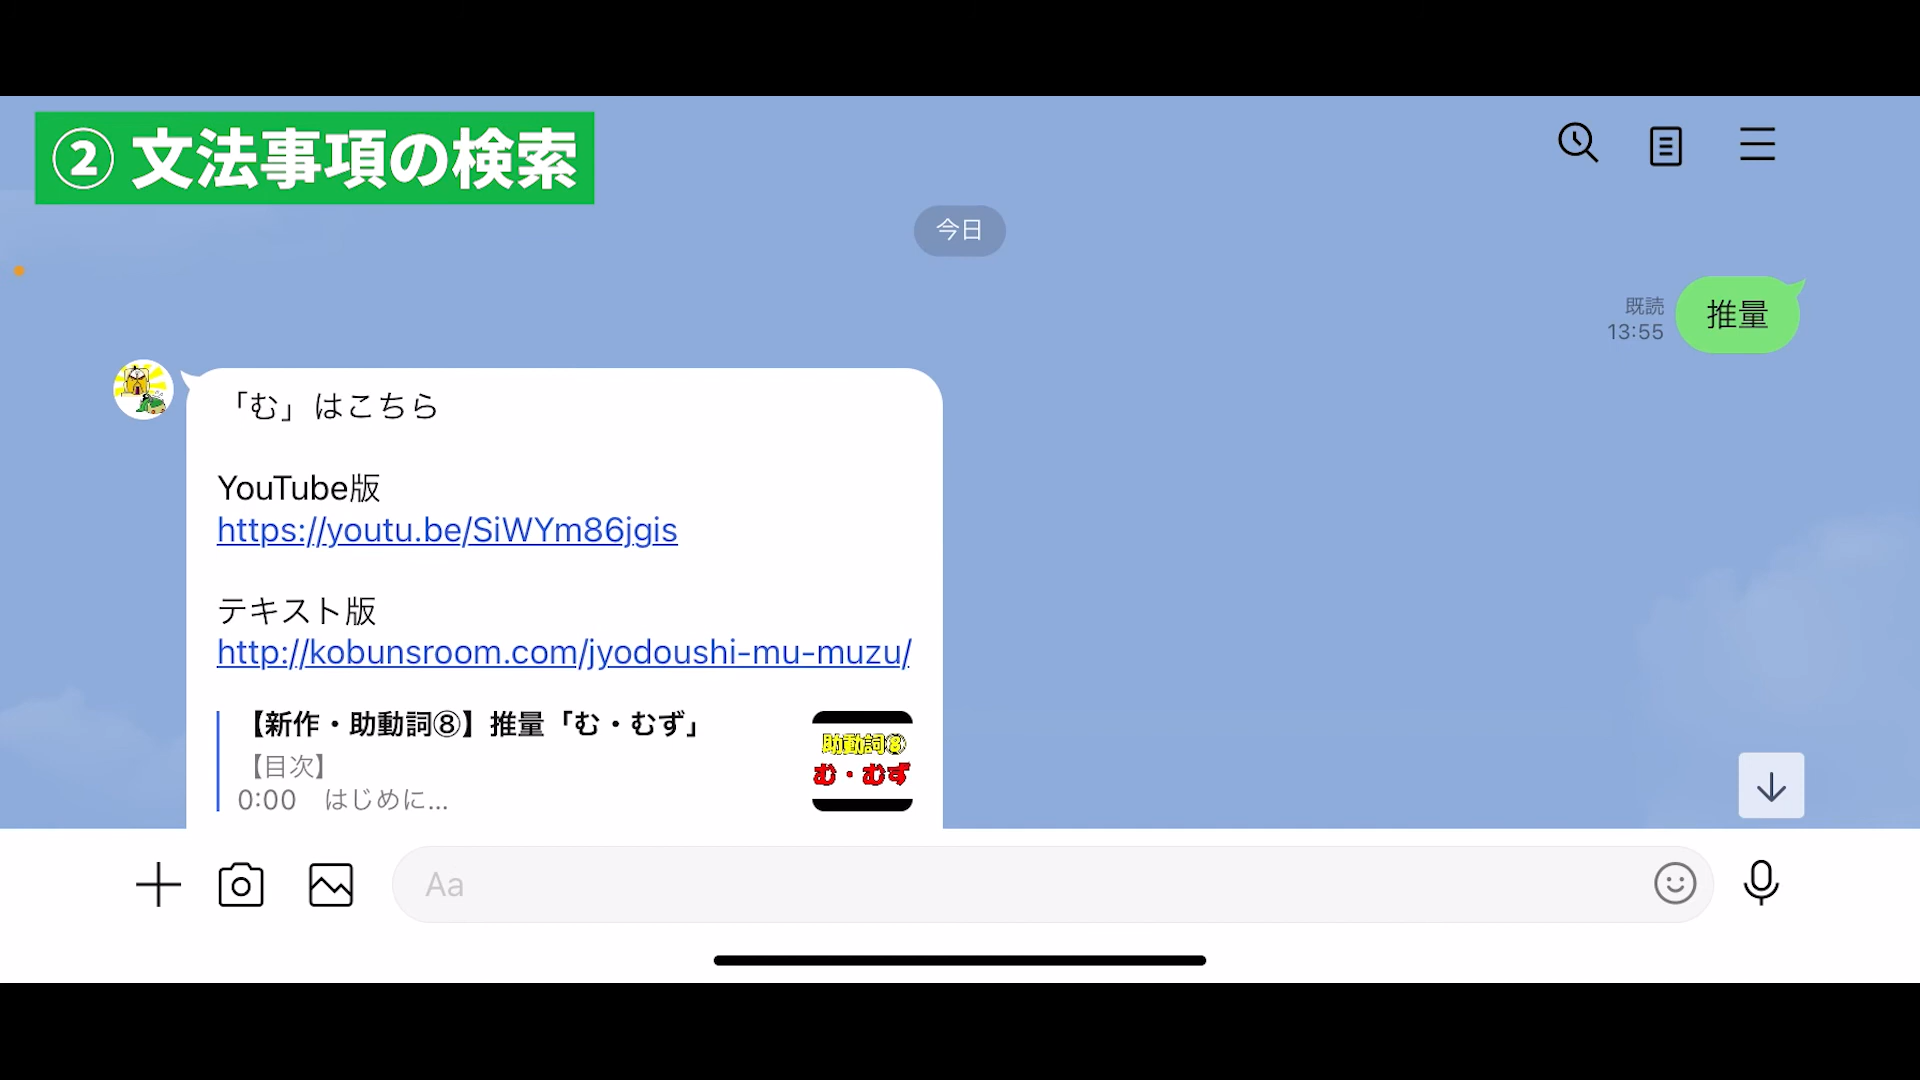 ② 文法事項の検索
今日
推量
既読
13:55
「む」はこちら
YouTube版
https://youtu.be/SiWYm86jgis
テキスト版
http://kobunsroom.com/jyodoushi-mu-muzu/
【新作・助動詞⑧】推量「む・むず」
【目次】
0:00 はじめに...
助動詞⑧
む・むず
Aa